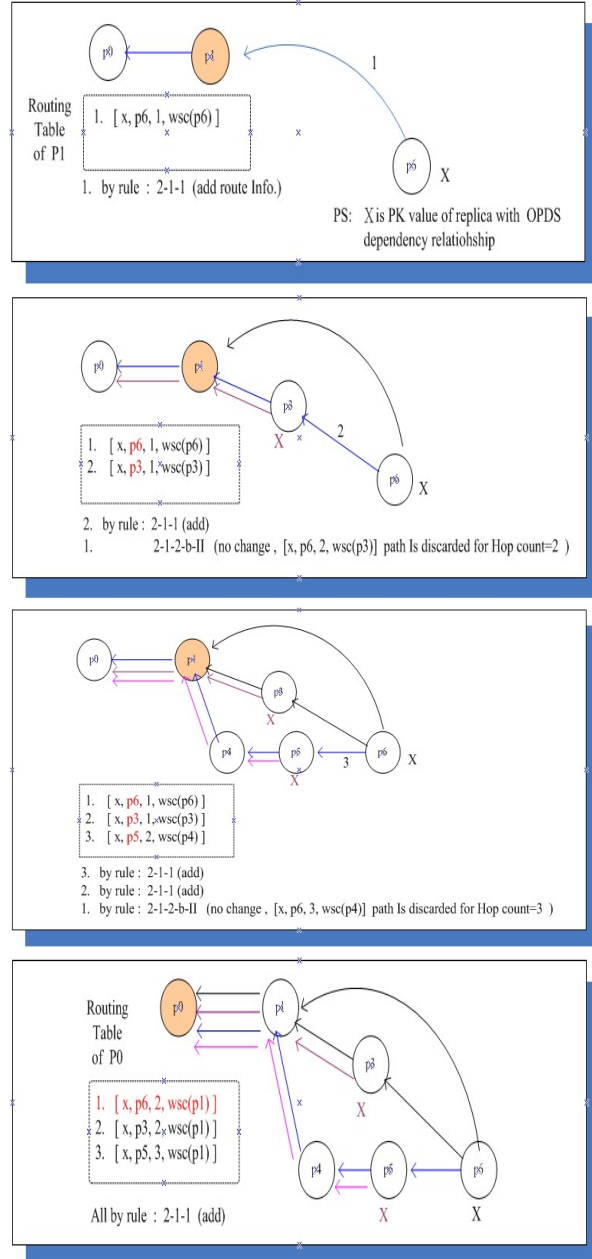 p0
p1
1
Routing
Table
of P1
1. [ x, p6, 1, wsc(p6) ]
p6
X
1. by rule : 2-1-1 (add route Info.)
PS: X is PK value of replica with OPDS
dependency relatiohship
p0
p1
p3
X
2
p6
X
1. [ x, p6, 1, wsc(p6) ]
2. [ x, p3, 1, wsc(p3) ]
2. by rule : 2-1-1 (add)
1. 2-1-2-b-II (no change , [x, p6, 2, wsc(p3)] path Is discarded for Hop count=2 )
p0
p1
p3
X
p4
p5
X
3
p6
X
1. [ x, p6, 1, wsc(p6) ]
2. [ x, p3, 1, wsc(p3) ]
3. [ x, p5, 2, wsc(p4) ]
3. by rule : 2-1-1 (add)
2. by rule : 2-1-1 (add)
1. by rule : 2-1-2-b-II (no change , [x, p6, 3, wsc(p4)] path Is discarded for Hop count=3 )
Routing
Table
of P0
p0
p1
p3
X
1. [ x, p6, 2, wsc(p1) ]
2. [ x, p3, 2, wsc(p1) ]
3. [ x, p5, 3, wsc(p1) ]
p4
p5
X
p6
X
All by rule : 2-1-1 (add)